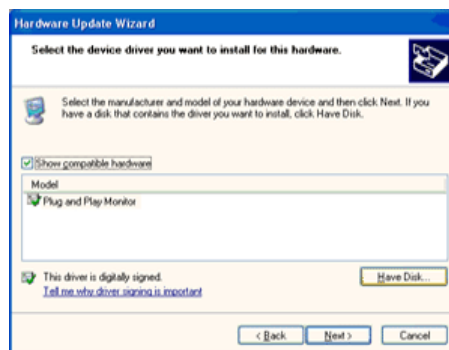 Hardware Update Wizard
Select the device driver you want to install for this hardware.
Select the manufacturer and model of your hardware device and then click Next. If you
have a disk that contains the driver you want to install, click Have Disk.
Show compatible hardware
Model
Plug and Play Monitor
This driver is digitally signed.
Have Disk...
Tell me why driver signing is important
< Back
Next >
Cancel